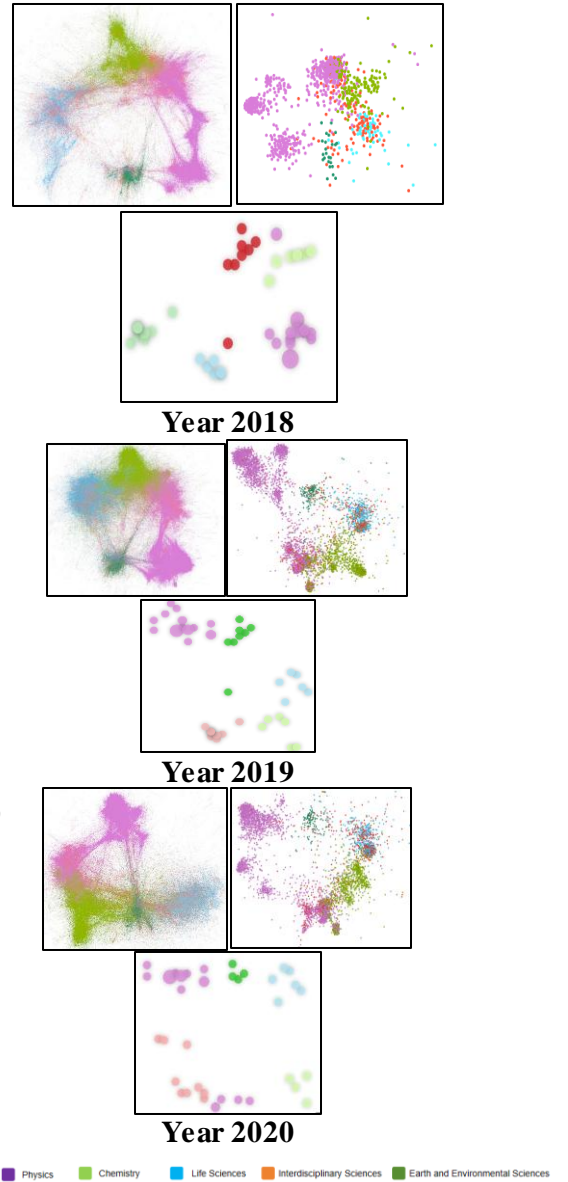 Year 2018
Year 2019
Year 2020
Physics Chemistry Life Sciences Interdisciplinary Sciences Earth and Environmental Sciences